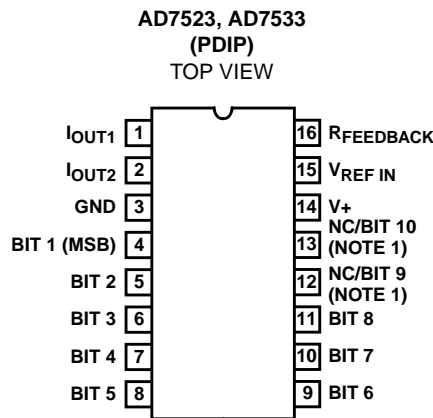 AD7523, AD7533
(PDIP)
TOP VIEW
IOUT1 1
IOUT2 2
GND 3
BIT 1 (MSB) 4
BIT 2 5
BIT 3 6
BIT 4 7
BIT 5 8
16 RFEEDBACK
15 VREF IN
14 V+
NC/BIT 10
13 (NOTE 1)
NC/BIT 9
12 (NOTE 1)
11 BIT 8
10 BIT 7
9 BIT 6